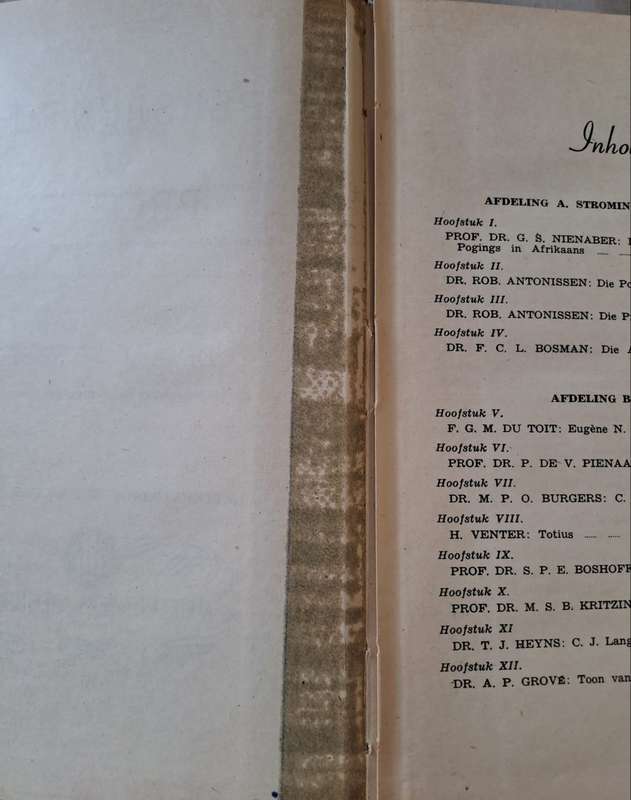 Inho
AFDELING A. STROMIN
Hoofstuk I.
PROF. DR. G. S. NIENABER:
Pogings in Afrikaans
Hoofstuk II.
DR. ROB. ANTONISSEN: Die Po
Hoofstuk III.
DR. ROB. ANTONISSEN: Die P
Hoofstuk IV.
DR. F. C. L. BOSMAN: Die A
AFDELING B
Hoofstuk V.
F. G. M. DU TOIT: Eugène N.
Hoofstuk VI.
PROF. DR. P. DE V. PIENAA
Hoofstuk VII.
DR. M. P. O. BURGERS: C.
Hoofstuk VIII.
H. VENTER: Totius
Hoofstuk IX.
PROF. DR. S. P. E. BOSHOFF
Hoofstuk X.
PROF. DR. M. S. B. KRITZIN
Hoofstuk XI
DR. T. J. HEYNS: C. J. Lang
Hoofstuk XII.
DR. A. P. GROVÉ: Toon van